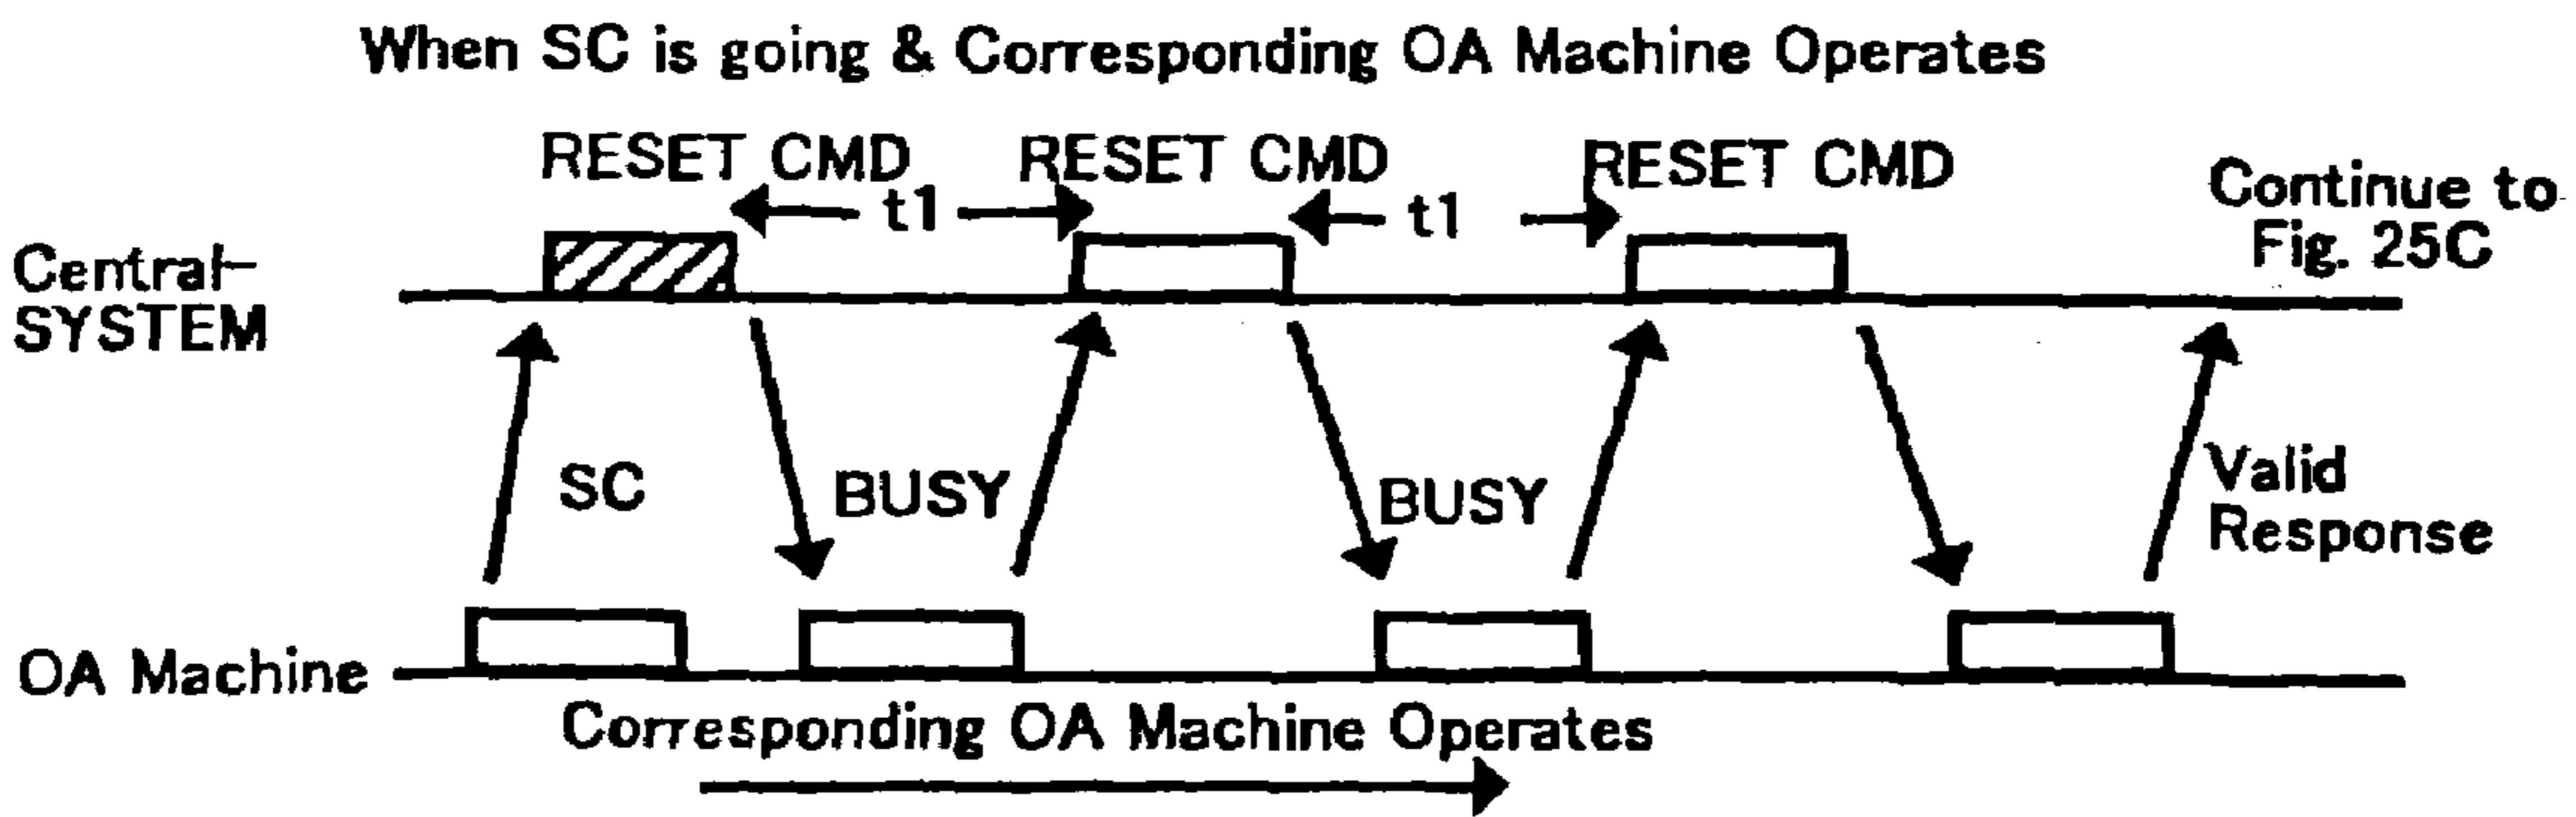 When SC is going & Corresponding OA Machine Operates
RESET CMD RESET CMD RESET CMD
t1 t1
Continue to
Fig. 25C
Central-
SYSTEM
SC BUSY BUSY
Valid
Response
OA Machine
Corresponding OA Machine Operates